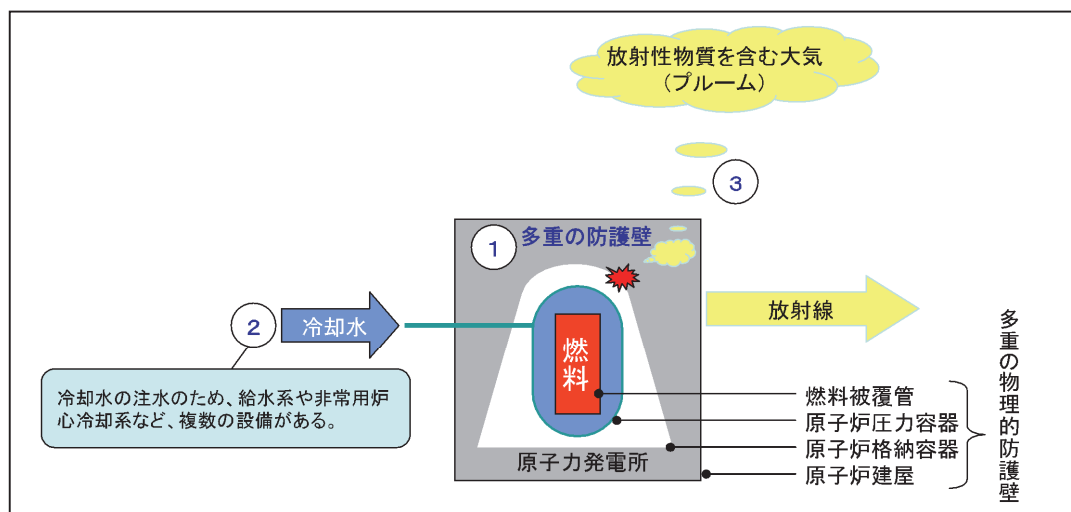 放射性物質を含む大気
（プルーム）
③
①
多重の防護壁
②
冷却水
放射線
燃料
冷却水の注水のため、給水系や非常用炉
心冷却系など、複数の設備がある。
燃料被覆管
原子炉圧力容器
原子炉格納容器
原子炉建屋
原子力発電所
多重の物理的防護壁